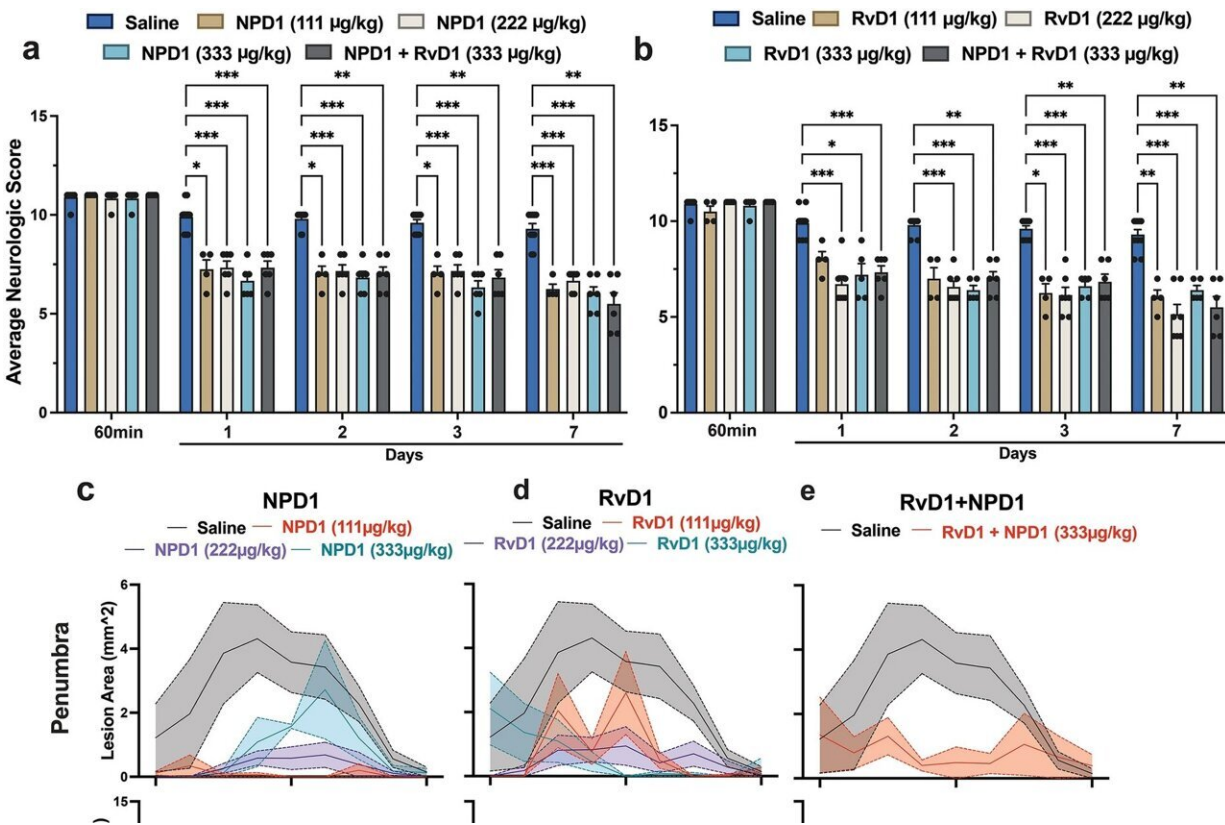 a
Saline NPD1 (111 µg/kg) NPD1 (222 µg/kg)
NPD1 (333 µg/kg) NPD1 + RvD1 (333 µg/kg)
*** ** ** **
*** *** *** ***
*** *** *** ***
* * * ***
Average Neurologic Score
15
10
5
0
60min 1 2 3 7
Days
b
Saline RvD1 (111 µg/kg) RvD1 (222 µg/kg)
RvD1 (333 µg/kg) NPD1 + RvD1 (333 µg/kg)
** **
*** ** *** ***
* *** *** ***
*** *** * **
15
10
5
0
60min 1 2 3 7
Days
c
NPD1
Saline NPD1 (111µg/kg)
NPD1 (222µg/kg) NPD1 (333µg/kg)
d
RvD1
Saline RvD1 (111µg/kg)
RvD1 (222µg/kg) RvD1 (333µg/kg)
e
RvD1+NPD1
Saline RvD1 + NPD1 (333µg/kg)
Penumbra
Lesion Area (mm^2)
6
4
2
0
15